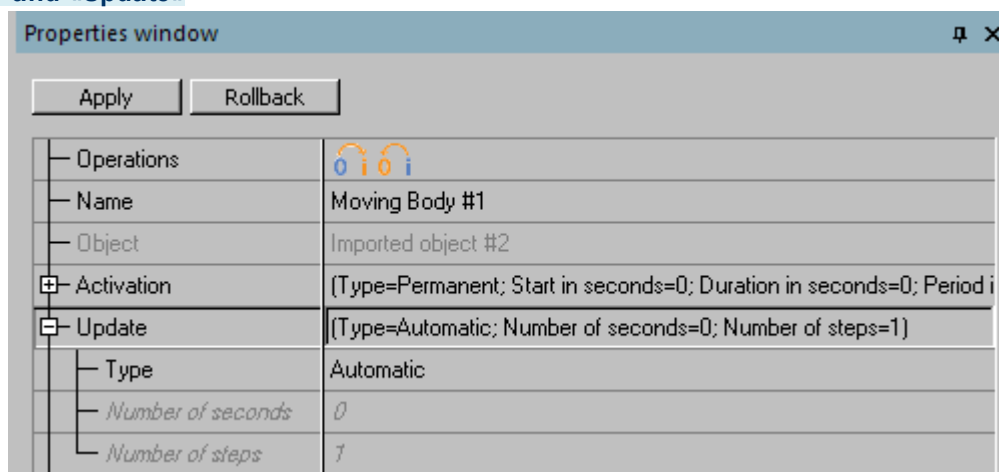 and «Update»
Properties window
Apply Rollback
Operations
Name Moving Body #1
Object Imported object #2
Activation (Type=Permanent; Start in seconds=0; Duration in seconds=0; Period i
Update (Type=Automatic; Number of seconds=0; Number of steps=1)
Type Automatic
Number of seconds 0
Number of steps 1